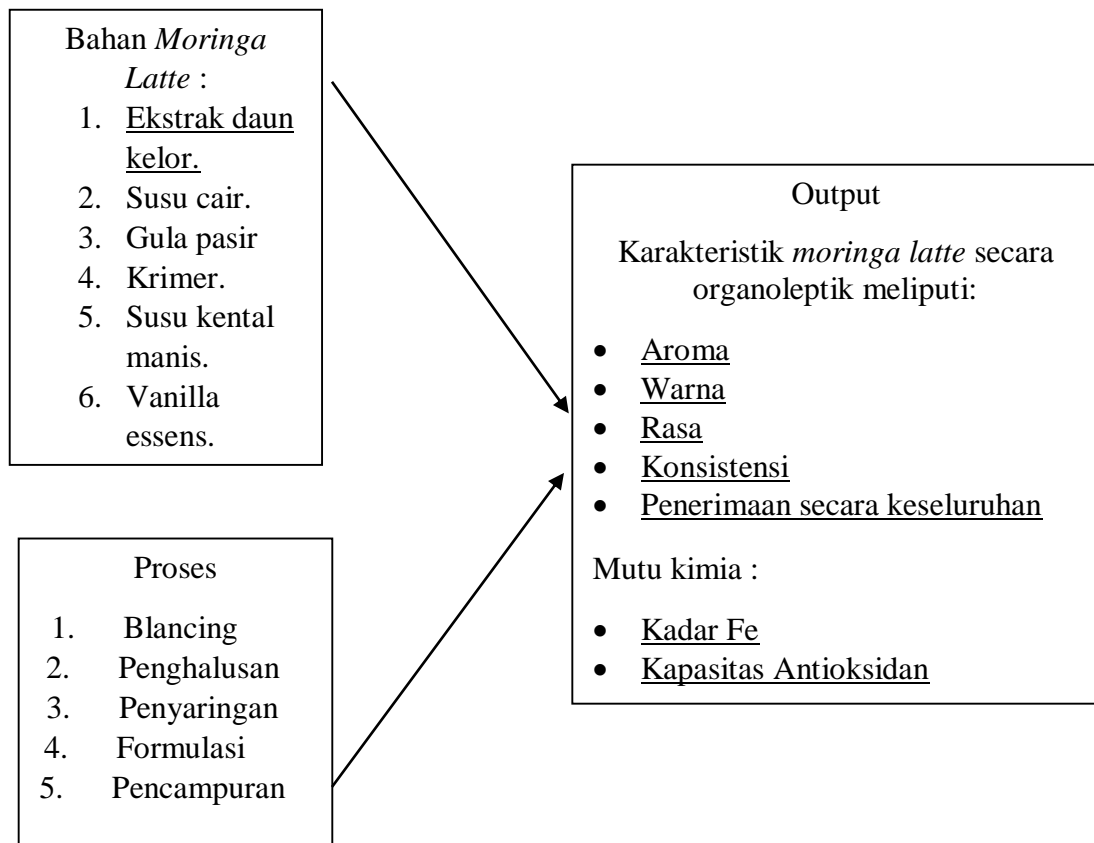 Bahan Moringa
Latte :
1. Ekstrak daun
kelor.
2. Susu cair.
3. Gula pasir
4. Krimer.
5. Susu kental
manis.
6. Vanilla
essens.
Proses
1. Blancing
2. Penghalusan
3. Penyaringan
4. Formulasi
5. Pencampuran
Output
Karakteristik moringa latte secara
organoleptik meliputi:
• Aroma
• Warna
• Rasa
• Konsistensi
• Penerimaan secara keseluruhan
Mutu kimia :
• Kadar Fe
• Kapasitas Antioksidan